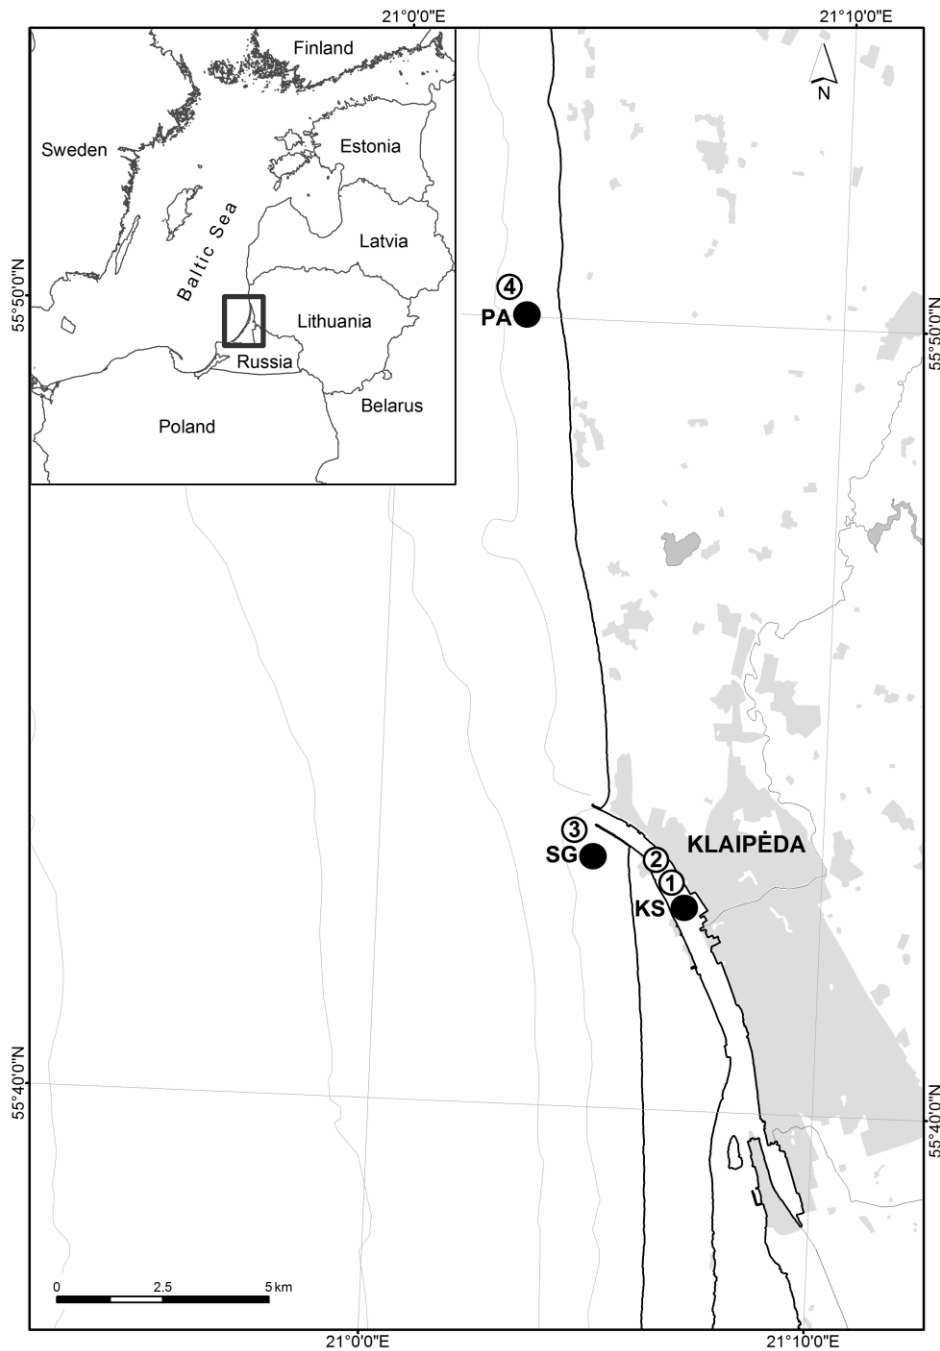 21°0'0"E
21°10'0"E
Finland
N
Sweden
Estonia
Baltic Sea
Latvia
55°50'0"N
4
PA
Lithuania
55°50'0"N
Russia
Belarus
Poland
3
SG
2
KLAIPĖDA
1
KS
55°40'0"N
55°40'0"N
0
2.5
5 km
21°0'0"E
21°10'0"E